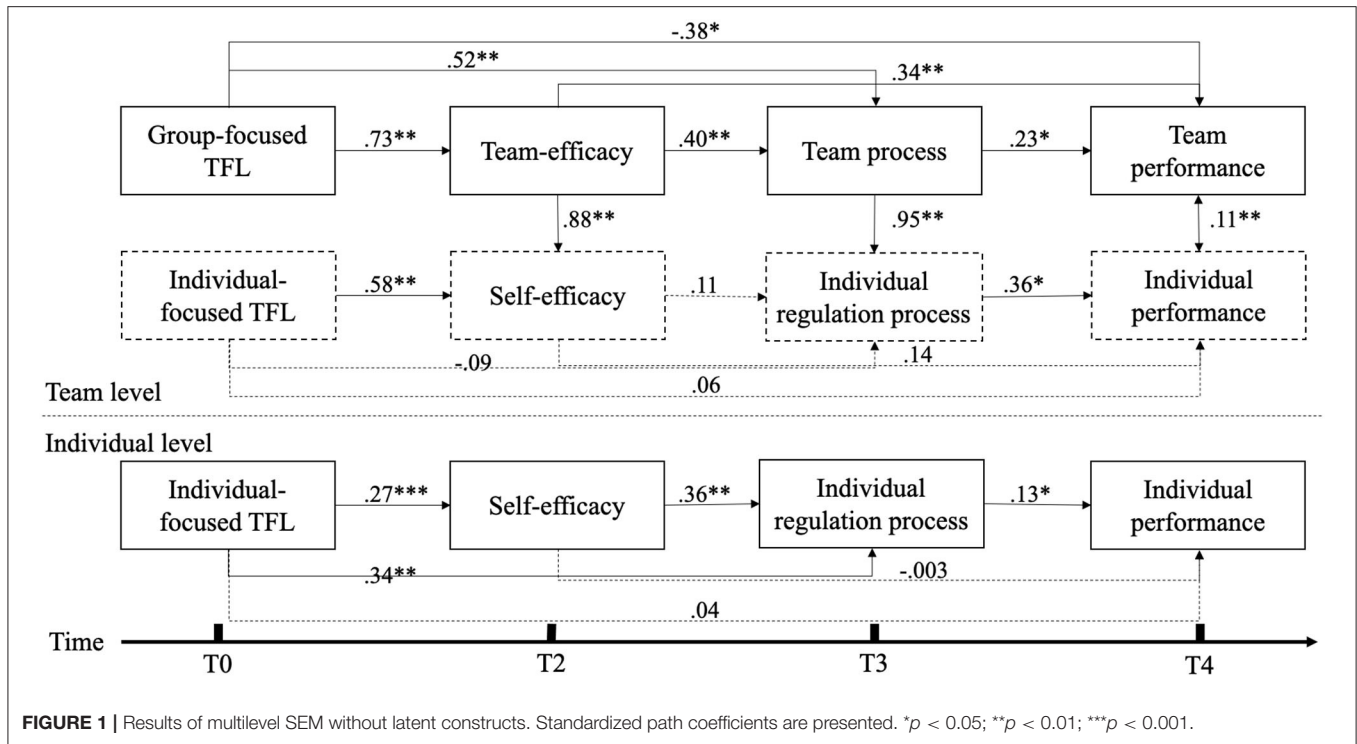 -.38*
.52**
.34**
Group-focused
TFL
.73**
Team-efficacy
.40**
Team process
.23*
Team
performance
.88**
.95**
.11**
Individual-
focused TFL
.58**
Self-efficacy
.11
Individual
regulation process
.36*
Individual
performance
-.09
.14
.06
Team level
Individual level
Individual-
focused TFL
.27***
Self-efficacy
.36**
Individual
regulation process
.13*
Individual
performance
.34**
-.003
.04
Time
T0
T2
T3
T4
FIGURE 1 | Results of multilevel SEM without latent constructs. Standardized path coefficients are presented. *p < 0.05; **p < 0.01; ***p < 0.001.